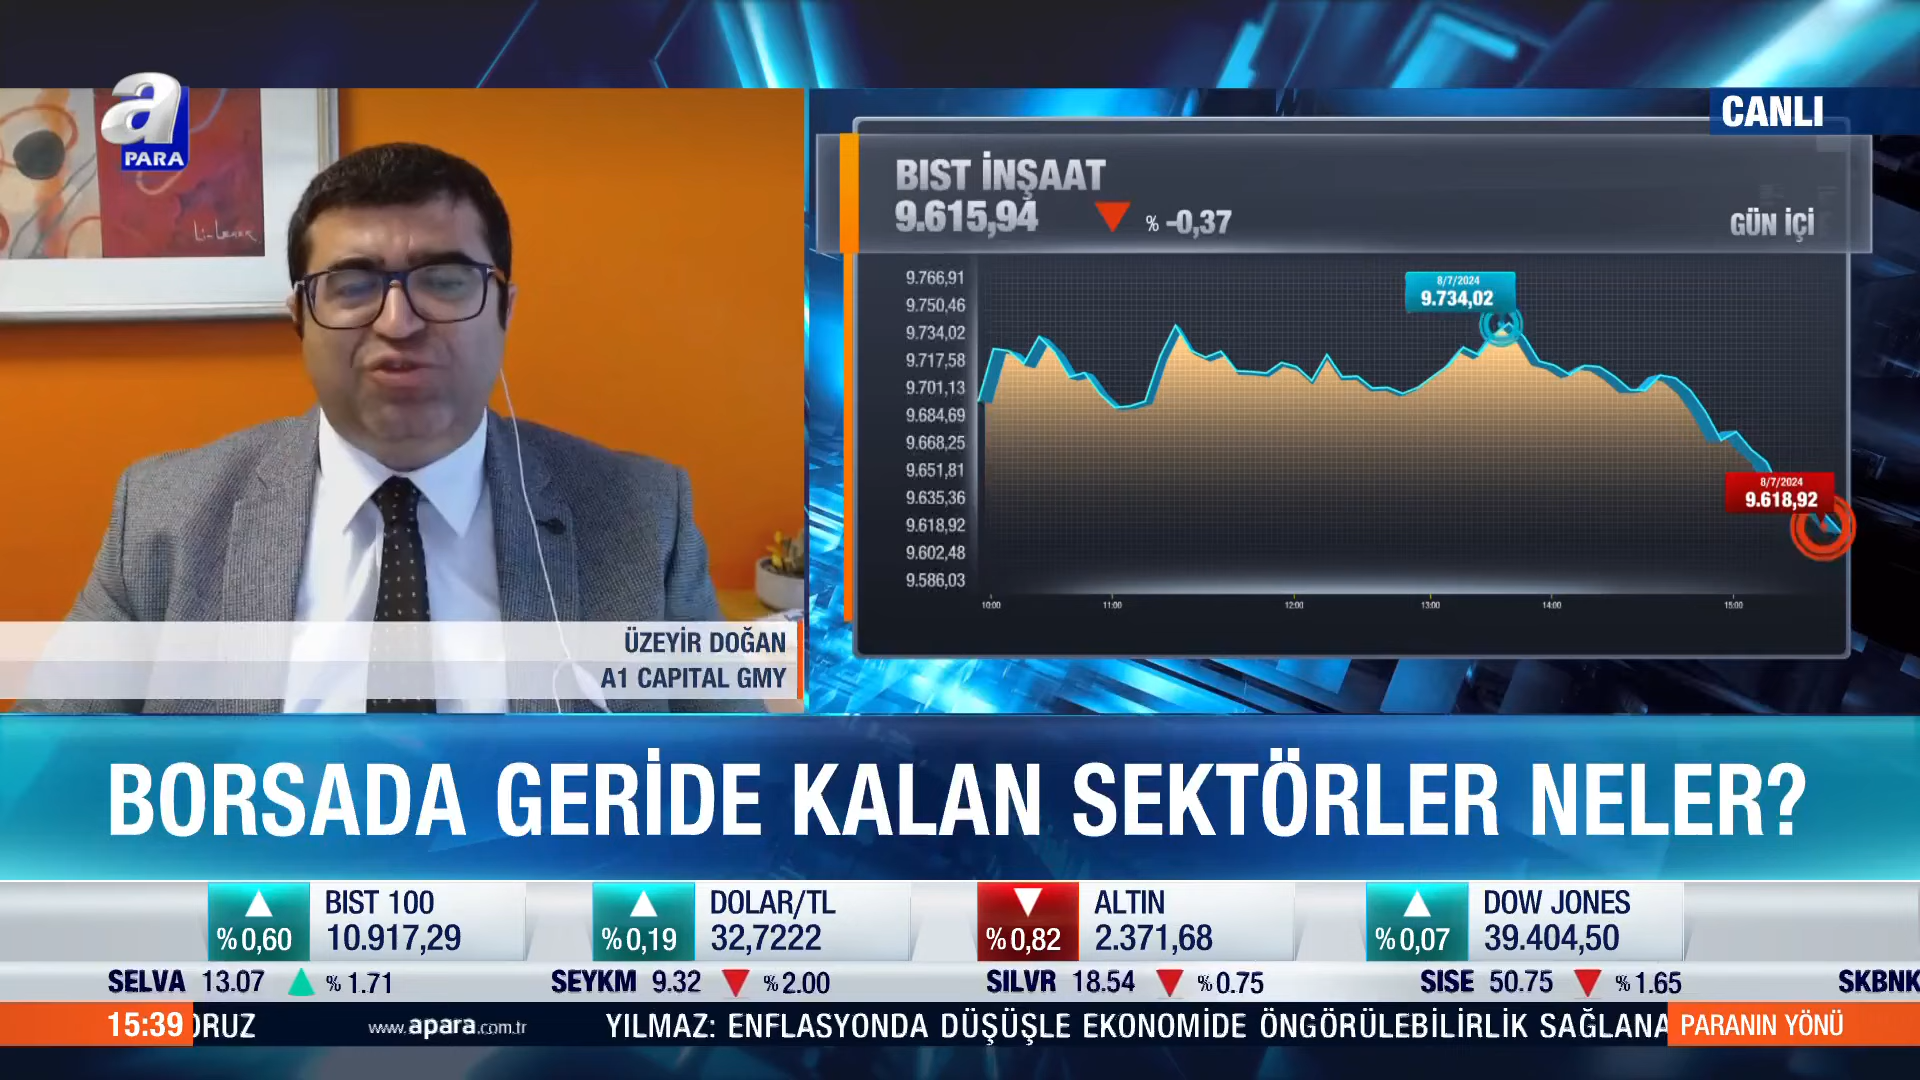 a
PARA
Li-Leger
CANLI
BIST İNŞAAT
9.615,94 % -0,37
GÜN İÇİ
9.766,91
9.750,46
9.734,02
9.717,58
9.701,13
9.684,69
9.668,25
9.651,81
9.635,36
9.618,92
9.602,48
9.586,03
8/7/2024
9.734,02
8/7/2024
9.618,92
10:00 11:00 12:00 13:00 14:00 15:00
ÜZEYİR DOĞAN
A1 CAPITAL GMY
BORSADA GERİDE KALAN SEKTÖRLER NELER?
%0,60 BIST 100 10.917,29
%0,19 DOLAR/TL 32,7222
%0,82 ALTIN 2.371,68
%0,07 DOW JONES 39.404,50
SELVA 13.07 % 1.71 SEYKM 9.32 % 2.00 SILVR 18.54 % 0.75 SISE 50.75 % 1.65 SKBNK
15:39 ORUZ www.apara.com.tr YILMAZ: ENFLASYONDA DÜŞÜŞLE EKONOMİDE ÖNGÖRÜLEBİLİRLİK SAĞLANA PARANIN YÖNÜ